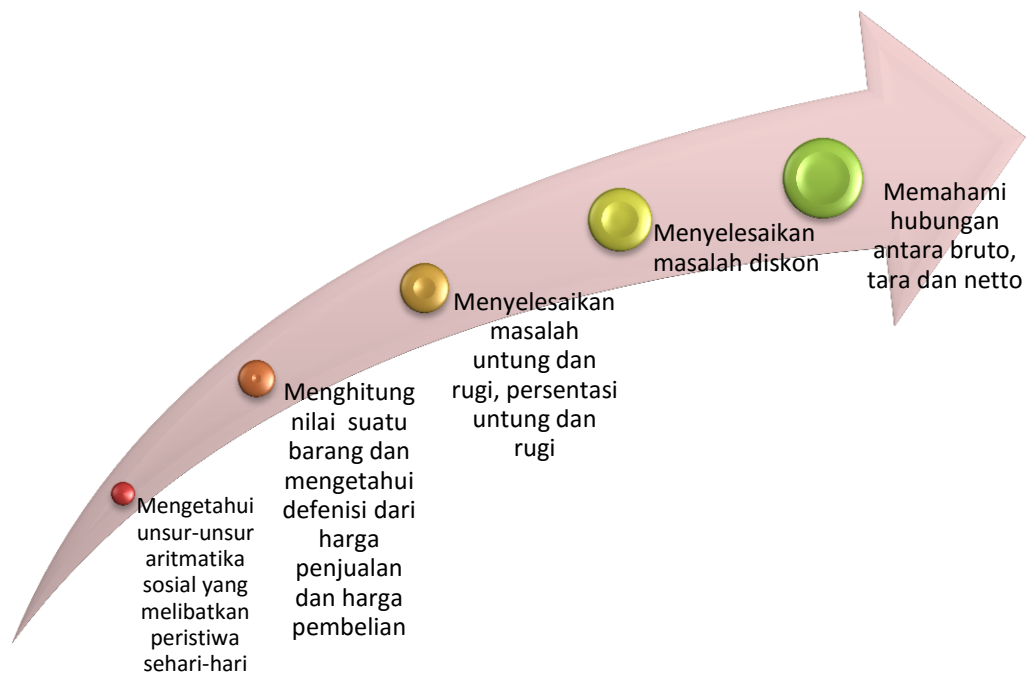 Mengetahui
unsur-unsur
aritmatika
sosial yang
melibatkan
peristiwa
sehari-hari
Menghitung
nilai suatu
barang dan
mengetahui
defenisi dari
harga
penjualan
dan harga
pembelian
Menyelesaikan
masalah
untung dan
rugi, persentasi
untung dan
rugi
Menyelesaikan
masalah diskon
Memahami
hubungan
antara bruto,
tara dan netto